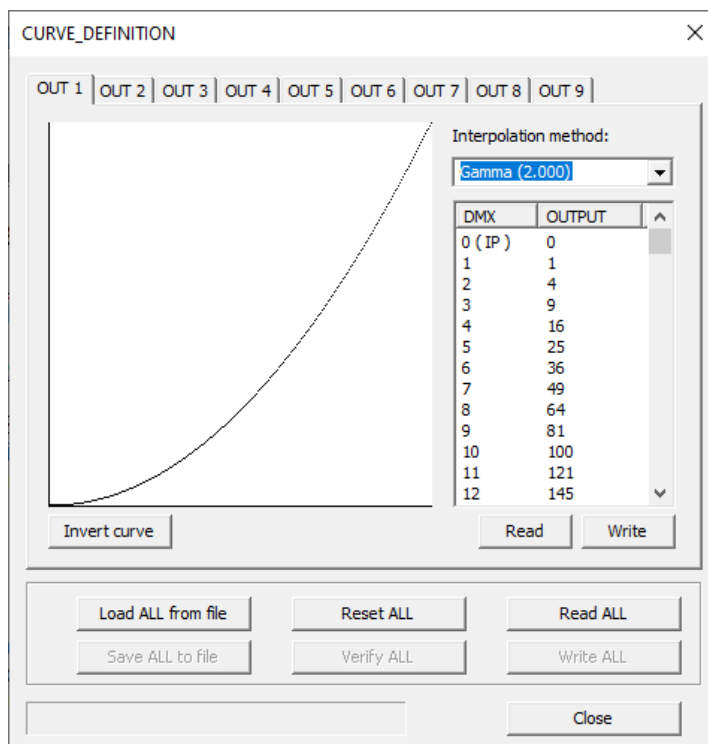 CURVE_DEFINITION
OUT 1 OUT 2 OUT 3 OUT 4 OUT 5 OUT 6 OUT 7 OUT 8 OUT 9
Interpolation method:
Gamma (2.000)
DMX OUTPUT
0 ( IP ) 0
1 1
2 4
3 9
4 16
5 25
6 36
7 49
8 64
9 81
10 100
11 121
12 145
Invert curve Read Write
Load ALL from file Reset ALL Read ALL
Save ALL to file Verify ALL Write ALL
Close